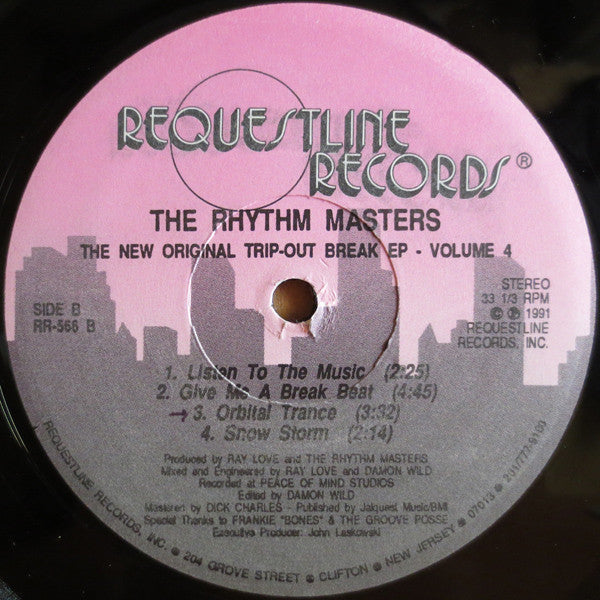 REQUESTLINE
RECORDS®
THE RHYTHM MASTERS
THE NEW ORIGINAL TRIP-OUT BREAK EP - VOLUME 4
SIDE B
RR-566 B
STEREO
33 1/3 RPM
© ℗ 1991
REQUESTLINE
RECORDS, INC.
1. Listen To The Music (2:25)
2. Give Me A Break Beat (4:45)
→ 3. Orbital Trance (3:32)
4. Snow Storm (2:14)
Produced by RAY LOVE and THE RHYTHM MASTERS
Mixed and Engineered by RAY LOVE and DAMON WILD
Recorded at PEACE OF MIND STUDIOS
Edited by DAMON WILD
Mastered by DICK CHARLES - Published by Jalquest Music/BMI
Special Thanks to FRANKIE "BONES" & THE GROOVE POSSE
Executive Producer: John Laskowski
REQUESTLINE RECORDS, INC. ● 204 GROVE STREET ● CLIFTON ● NEW JERSEY ● 07013 ●